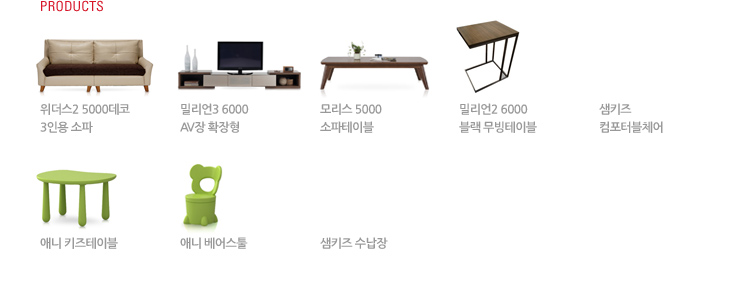 PRODUCTS
위더스2 5000데코
3인용 소파
밀리언3 6000
AV장 확장형
모리스 5000
소파테이블
밀리언2 6000
블랙 무빙테이블
샘키즈
컴포터블체어
애니 키즈테이블
애니 베어스툴
샘키즈 수납장